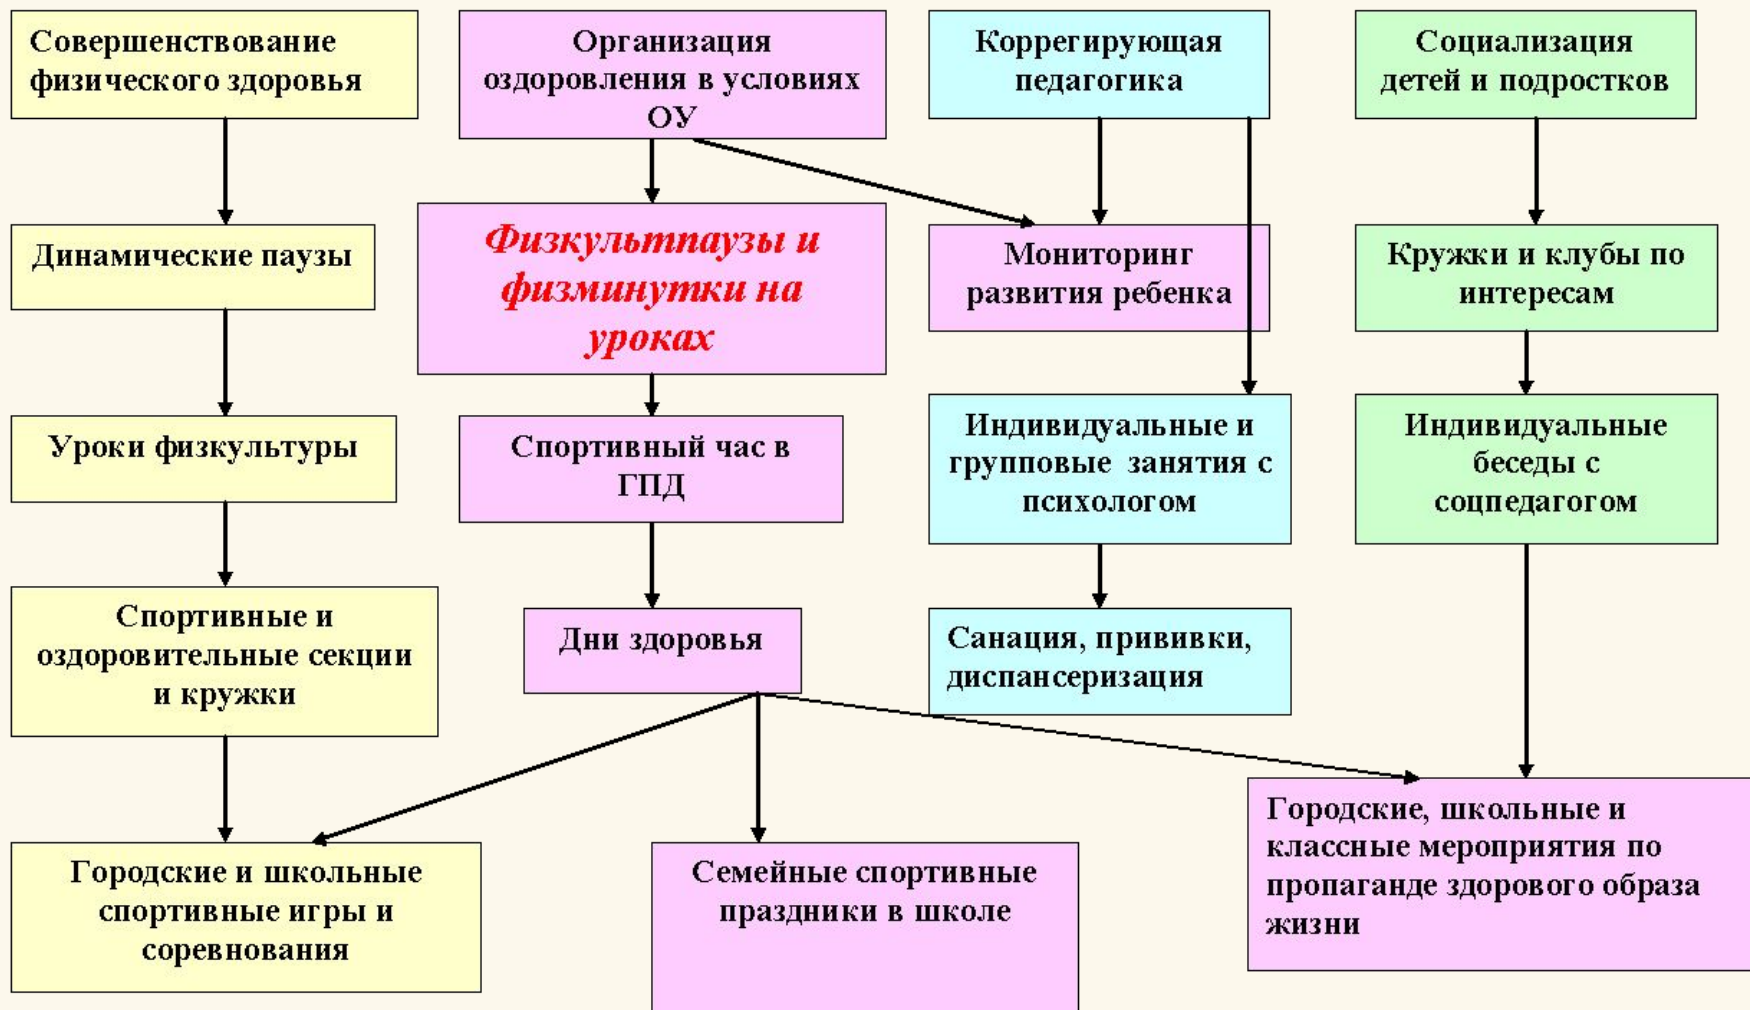 Совершенствование
физического здоровья
Организация
оздоровления в условиях
ОУ
Коррегирующая
педагогика
Социализация
детей и подростков
Динамические паузы
Физкультпаузы и
физминутки на
уроках
Мониторинг
развития ребенка
Кружки и клубы по
интересам
Уроки физкультуры
Спортивный час в
ГПД
Индивидуальные и
групповые занятия с
психологом
Индивидуальные
беседы с
соцпедагогом
Спортивные и
оздоровительные секции
и кружки
Дни здоровья
Санация, прививки,
диспансеризация
Городские и школьные
спортивные игры и
соревнования
Семейные спортивные
праздники в школе
Городские, школьные и
классные мероприятия по
пропаганде здорового образа
жизни